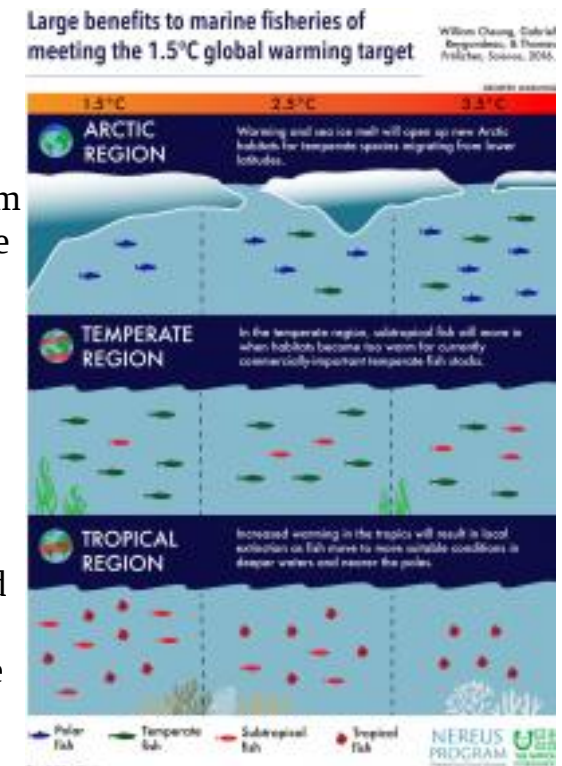 Large benefits to marine fisheries of
meeting the 1.5°C global warming target
William Cheung, Gabriel
& Thomas
Frölicher, Science, 2016.
1.5°C 2.5°C 3.5°C
ARCTIC
REGION
Warming and sea ice melt will open up new Arctic
habitats for temperate species migrating from lower
latitudes.
m
e
TEMPERATE
REGION
In the temperate region, subtropical fish will move in
when habitats become too warm for currently
commercially-important temperate fish stocks.
TROPICAL
REGION
Increased warming in the tropics will result in local
extinction as fish move to more suitable conditions in
deeper waters and nearer the poles.
d
e
Polar
fish
Temperate
fish
Subtropical
fish
Tropical
fish
NEREUS
PROGRAM